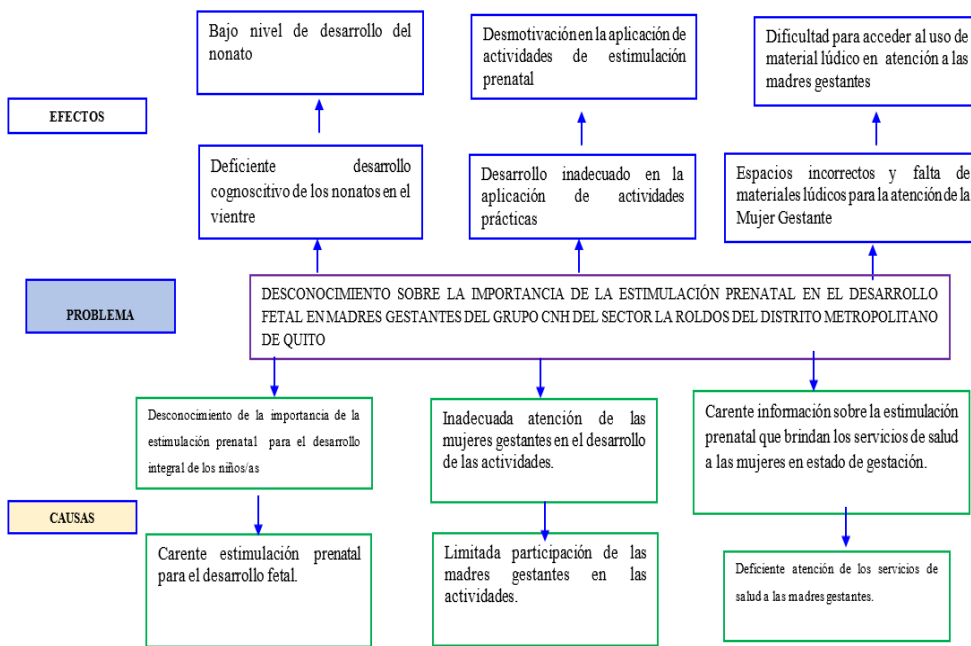 Bajo nivel de desarrollo del
nonato
Desmotivación en la aplicación de
actividades de estimulación
prenatal
Dificultad para acceder al uso de
material lúdico en atención a las
madres gestantes
EFECTOS
Deficiente desarrollo
cognoscitivo de los nonatos en el
vientre
Desarrollo inadecuado en la
aplicación de actividades
prácticas
Espacios incorrectos y falta de
materiales lúdicos para la atención de la
Mujer Gestante
PROBLEMA
DESCONOCIMIENTO SOBRE LA IMPORTANCIA DE LA ESTIMULACIÓN PRENATAL EN EL DESARROLLO
FETAL EN MADRES GESTANTES DEL GRUPO CNH DEL SECTOR LA ROLDOS DEL DISTRITO METROPOLITANO
DE QUITO
Desconocimiento de la importancia de la
estimulación prenatal para el desarrollo
integral de los niños/as
Inadecuada atención de las
mujeres gestantes en el desarrollo
de las actividades.
Carente información sobre la estimulación
prenatal que brindan los servicios de salud
a las mujeres en estado de gestación.
CAUSAS
Carente estimulación prenatal
para el desarrollo fetal.
Limitada participación de las
madres gestantes en las
actividades.
Deficiente atención de los servicios de
salud a las madres gestantes.